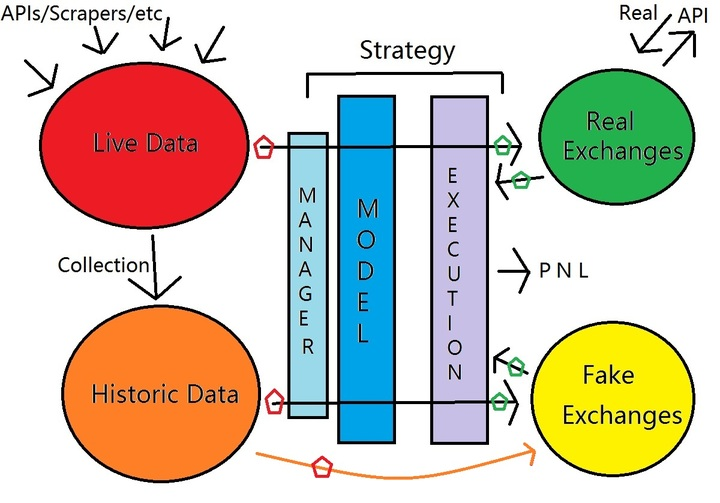 APIs/Scrapers/etc
Real API
Strategy
Live Data
Real
Exchanges
MANAGER
MODEL
EXECUTION
Collection
PNL
Historic Data
Fake
Exchanges